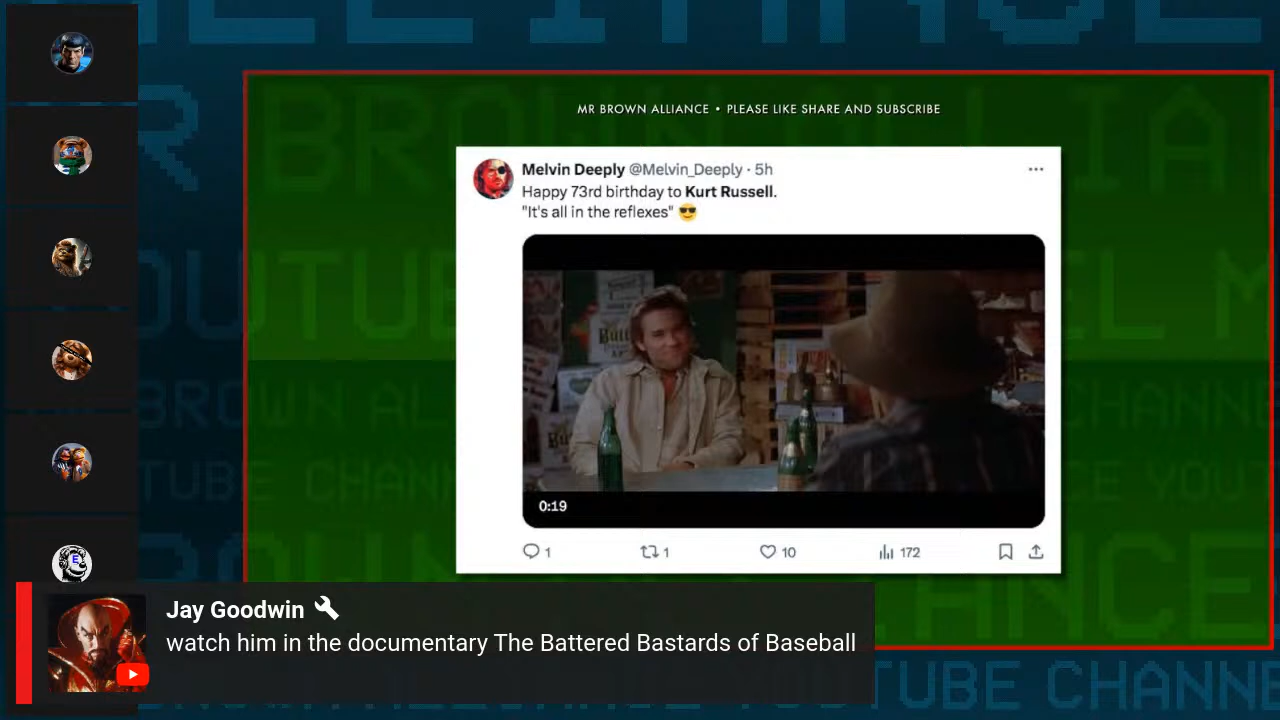 MR BROWN ALLIANCE • PLEASE LIKE SHARE AND SUBSCRIBE
Melvin Deeply @Melvin_Deeply · 5h
Happy 73rd birthday to Kurt Russell.
"It's all in the reflexes" 😎
0:19
1 1 10 172
Jay Goodwin
watch him in the documentary The Battered Bastards of Baseball